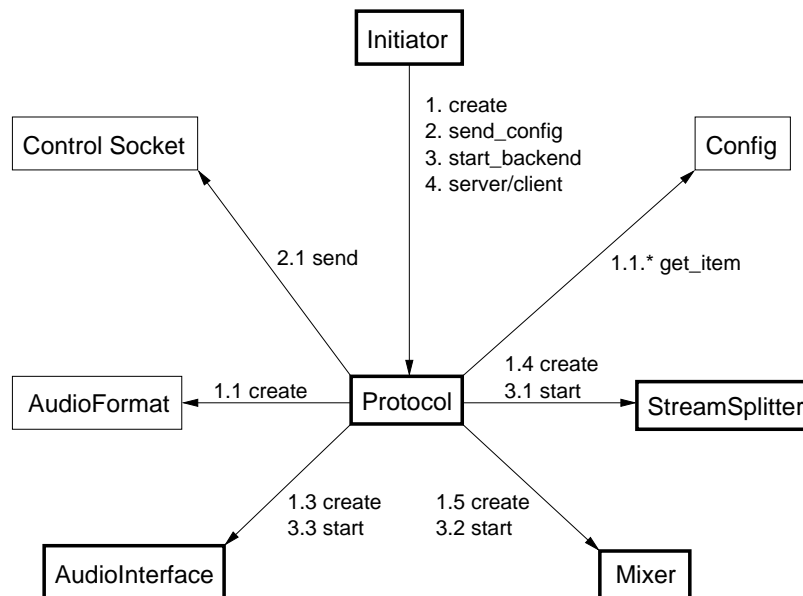 Initiator
1. create
2. send_config
3. start_backend
4. server/client
Control Socket
Config
2.1 send
1.1.* get_item
AudioFormat
1.1 create
Protocol
1.4 create
3.1 start
StreamSplitter
1.3 create
3.3 start
1.5 create
3.2 start
AudioInterface
Mixer